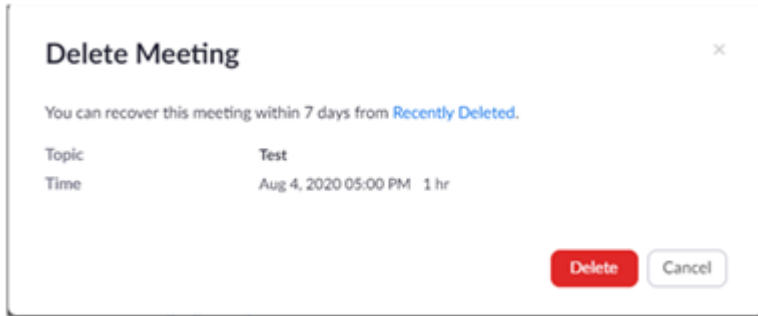 Delete Meeting
You can recover this meeting within 7 days from Recently Deleted.
Topic Test
Time Aug 4, 2020 05:00 PM 1 hr
Delete Cancel